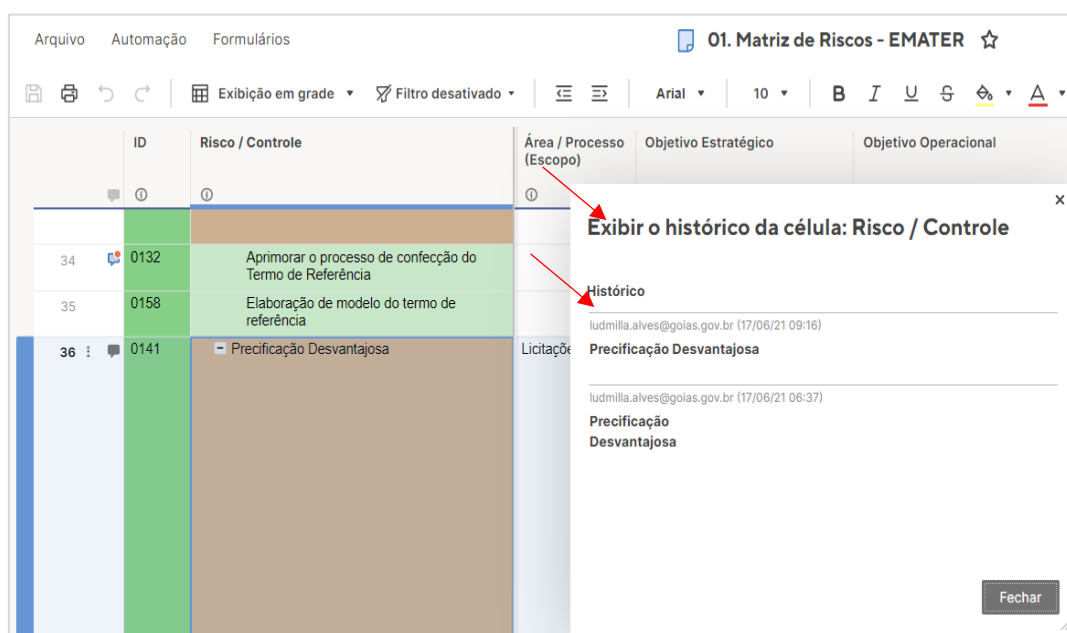 Arquivo Automação Formulários
01. Matriz de Riscos - EMATER
Exibição em grade Filtro desativado Arial 10 B I U S A
ID Risco / Controle Área / Processo Objetivo Estratégico Objetivo Operacional
(Escopo)
34 0132 Aprimorar o processo de confecção do
Termo de Referência
35 0158 Elaboração de modelo do termo de
referência
36 0141 Precificação Desvantajosa Licitaçõe
x
Exibir o histórico da célula: Risco / Controle
Histórico
ludmilla.alves@goias.gov.br (17/06/21 09:16)
Precificação Desvantajosa
ludmilla.alves@goias.gov.br (17/06/21 06:37)
Precificação
Desvantajosa
Fechar